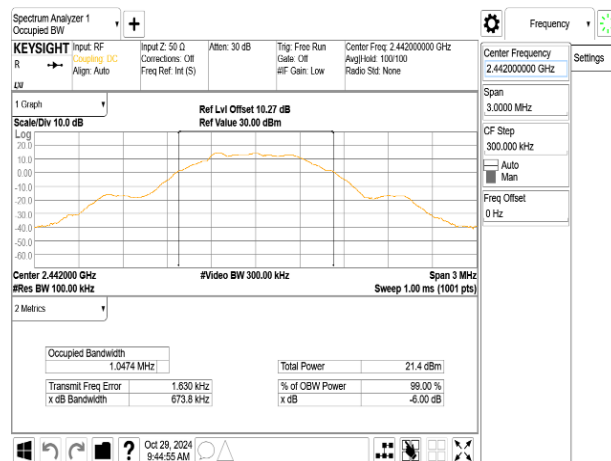 Spectrum Analyzer 1
Occupied BW
Frequency
KEYSIGHT
R
Input: RF
Coupling: DC
Align: Auto
Input Z: 50 Ω
Corrections: Off
Freq Ref: Int (S)
Atten: 30 dB
Trig: Free Run
Gate: Off
#IF Gain: Low
Center Freq: 2.442000000 GHz
Avg|Hold: 100/100
Radio Std: None
Center Frequency
2.442000000 GHz
Settings
Span
3.0000 MHz
CF Step
300.000 kHz
Auto
Man
Freq Offset
0 Hz
1 Graph
Scale/Div 10.0 dB
Ref Lvl Offset 10.27 dB
Ref Value 30.00 dBm
Log
20.0
10.0
0.00
-10.0
-20.0
-30.0
-40.0
-50.0
-60.0
Center 2.442000 GHz
#Video BW 300.00 kHz
Span 3 MHz
#Res BW 100.00 kHz
Sweep 1.00 ms (1001 pts)
2 Metrics
Occupied Bandwidth
1.0474 MHz
Total Power 21.4 dBm
Transmit Freq Error 1.630 kHz
% of OBW Power 99.00 %
x dB Bandwidth 673.8 kHz
x dB -6.00 dB
?
Oct 29, 2024
9:44:55 AM